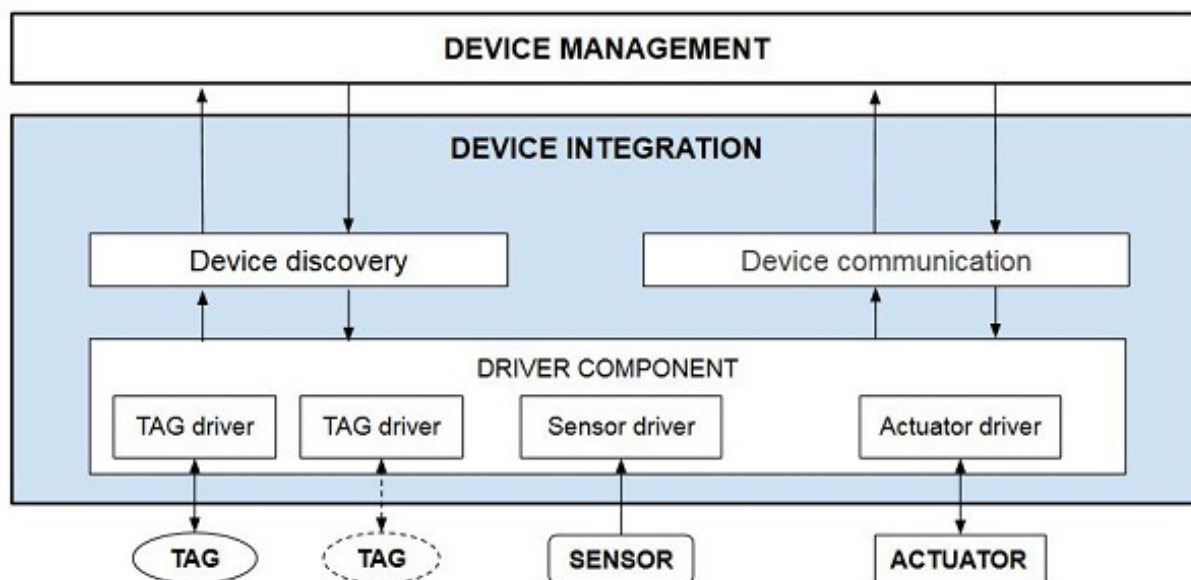 DEVICE MANAGEMENT
DEVICE INTEGRATION
Device discovery
Device communication
DRIVER COMPONENT
TAG driver
TAG driver
Sensor driver
Actuator driver
TAG
TAG
SENSOR
ACTUATOR